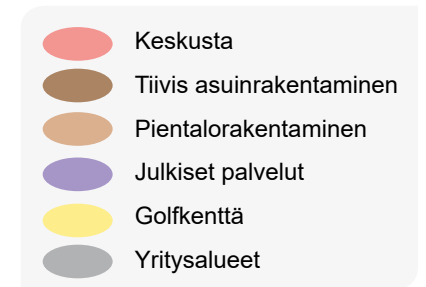 Keskusta
Tiivis asuinrakentaminen
Pientalorakentaminen
Julkiset palvelut
Golfkenttä
Yritysalueet